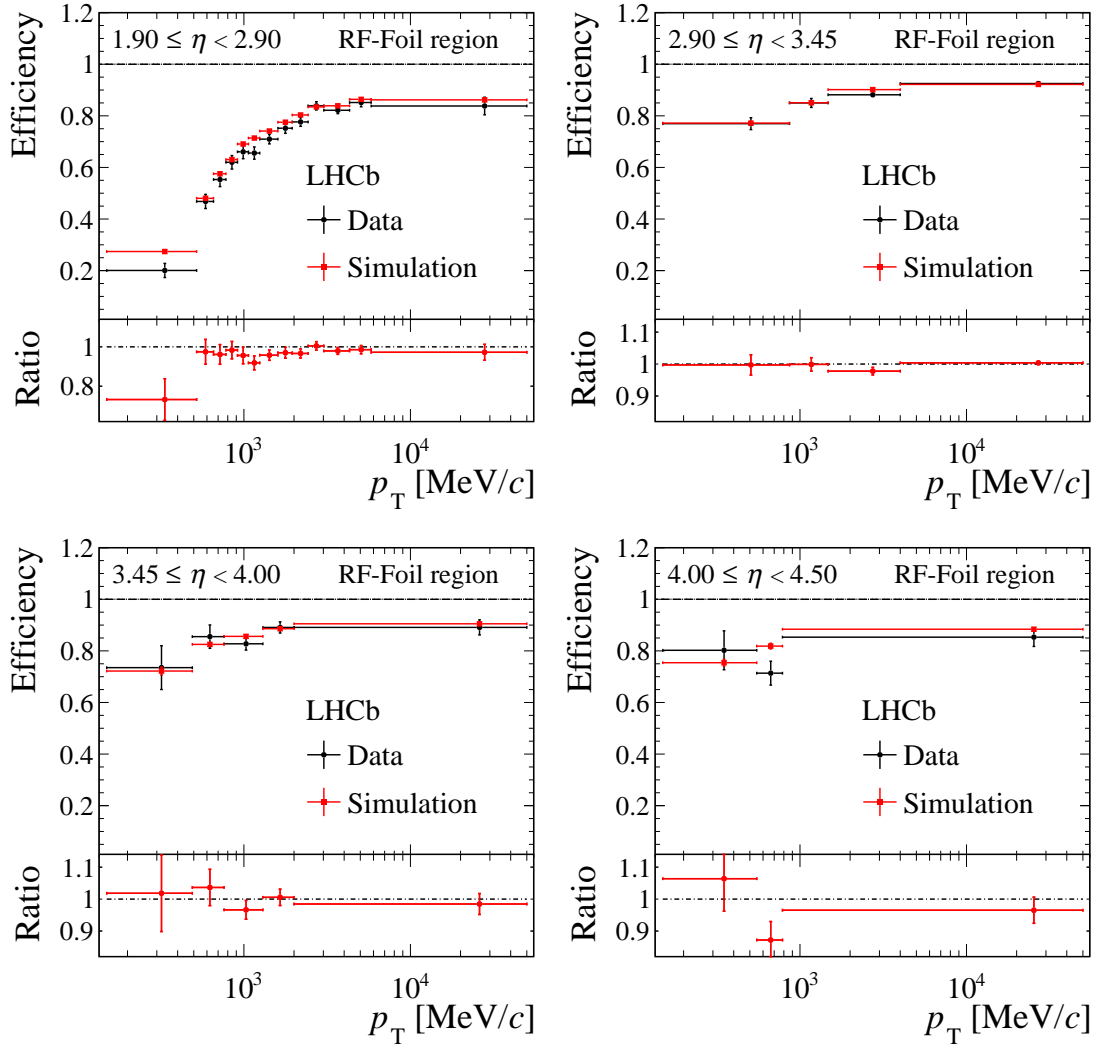 1.2
1
0.8
0.6
0.4
0.2
Efficiency
1.90 ≤ η < 2.90 RF-Foil region
LHCb
Data
Simulation
1
0.8
Ratio
10³ 10⁴
p_T [MeV/c]
1.2
1
0.8
0.6
0.4
0.2
Efficiency
2.90 ≤ η < 3.45 RF-Foil region
LHCb
Data
Simulation
1.1
1
0.9
Ratio
10³ 10⁴
p_T [MeV/c]
1.2
1
0.8
0.6
0.4
0.2
Efficiency
3.45 ≤ η < 4.00 RF-Foil region
LHCb
Data
Simulation
1.1
1
0.9
Ratio
10³ 10⁴
p_T [MeV/c]
1.2
1
0.8
0.6
0.4
0.2
Efficiency
4.00 ≤ η < 4.50 RF-Foil region
LHCb
Data
Simulation
1.1
1
0.9
Ratio
10³ 10⁴
p_T [MeV/c]